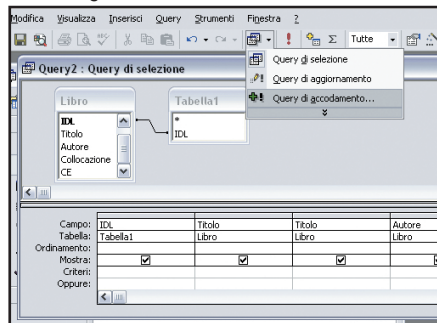 Modifica Visualizza Inserisci Query Strumenti Finestra ?
Tutte
Query2 : Query di selezione
Query di selezione
Query di aggiornamento
Query di accodamento...
Libro
IDL
Titolo
Autore
Collocazione
CE
Tabella1
*
IDL
Campo: IDL Titolo Titolo Autore
Tabella: Tabella1 Libro Libro Libro
Ordinamento:
Mostra:
Criteri:
Oppure: